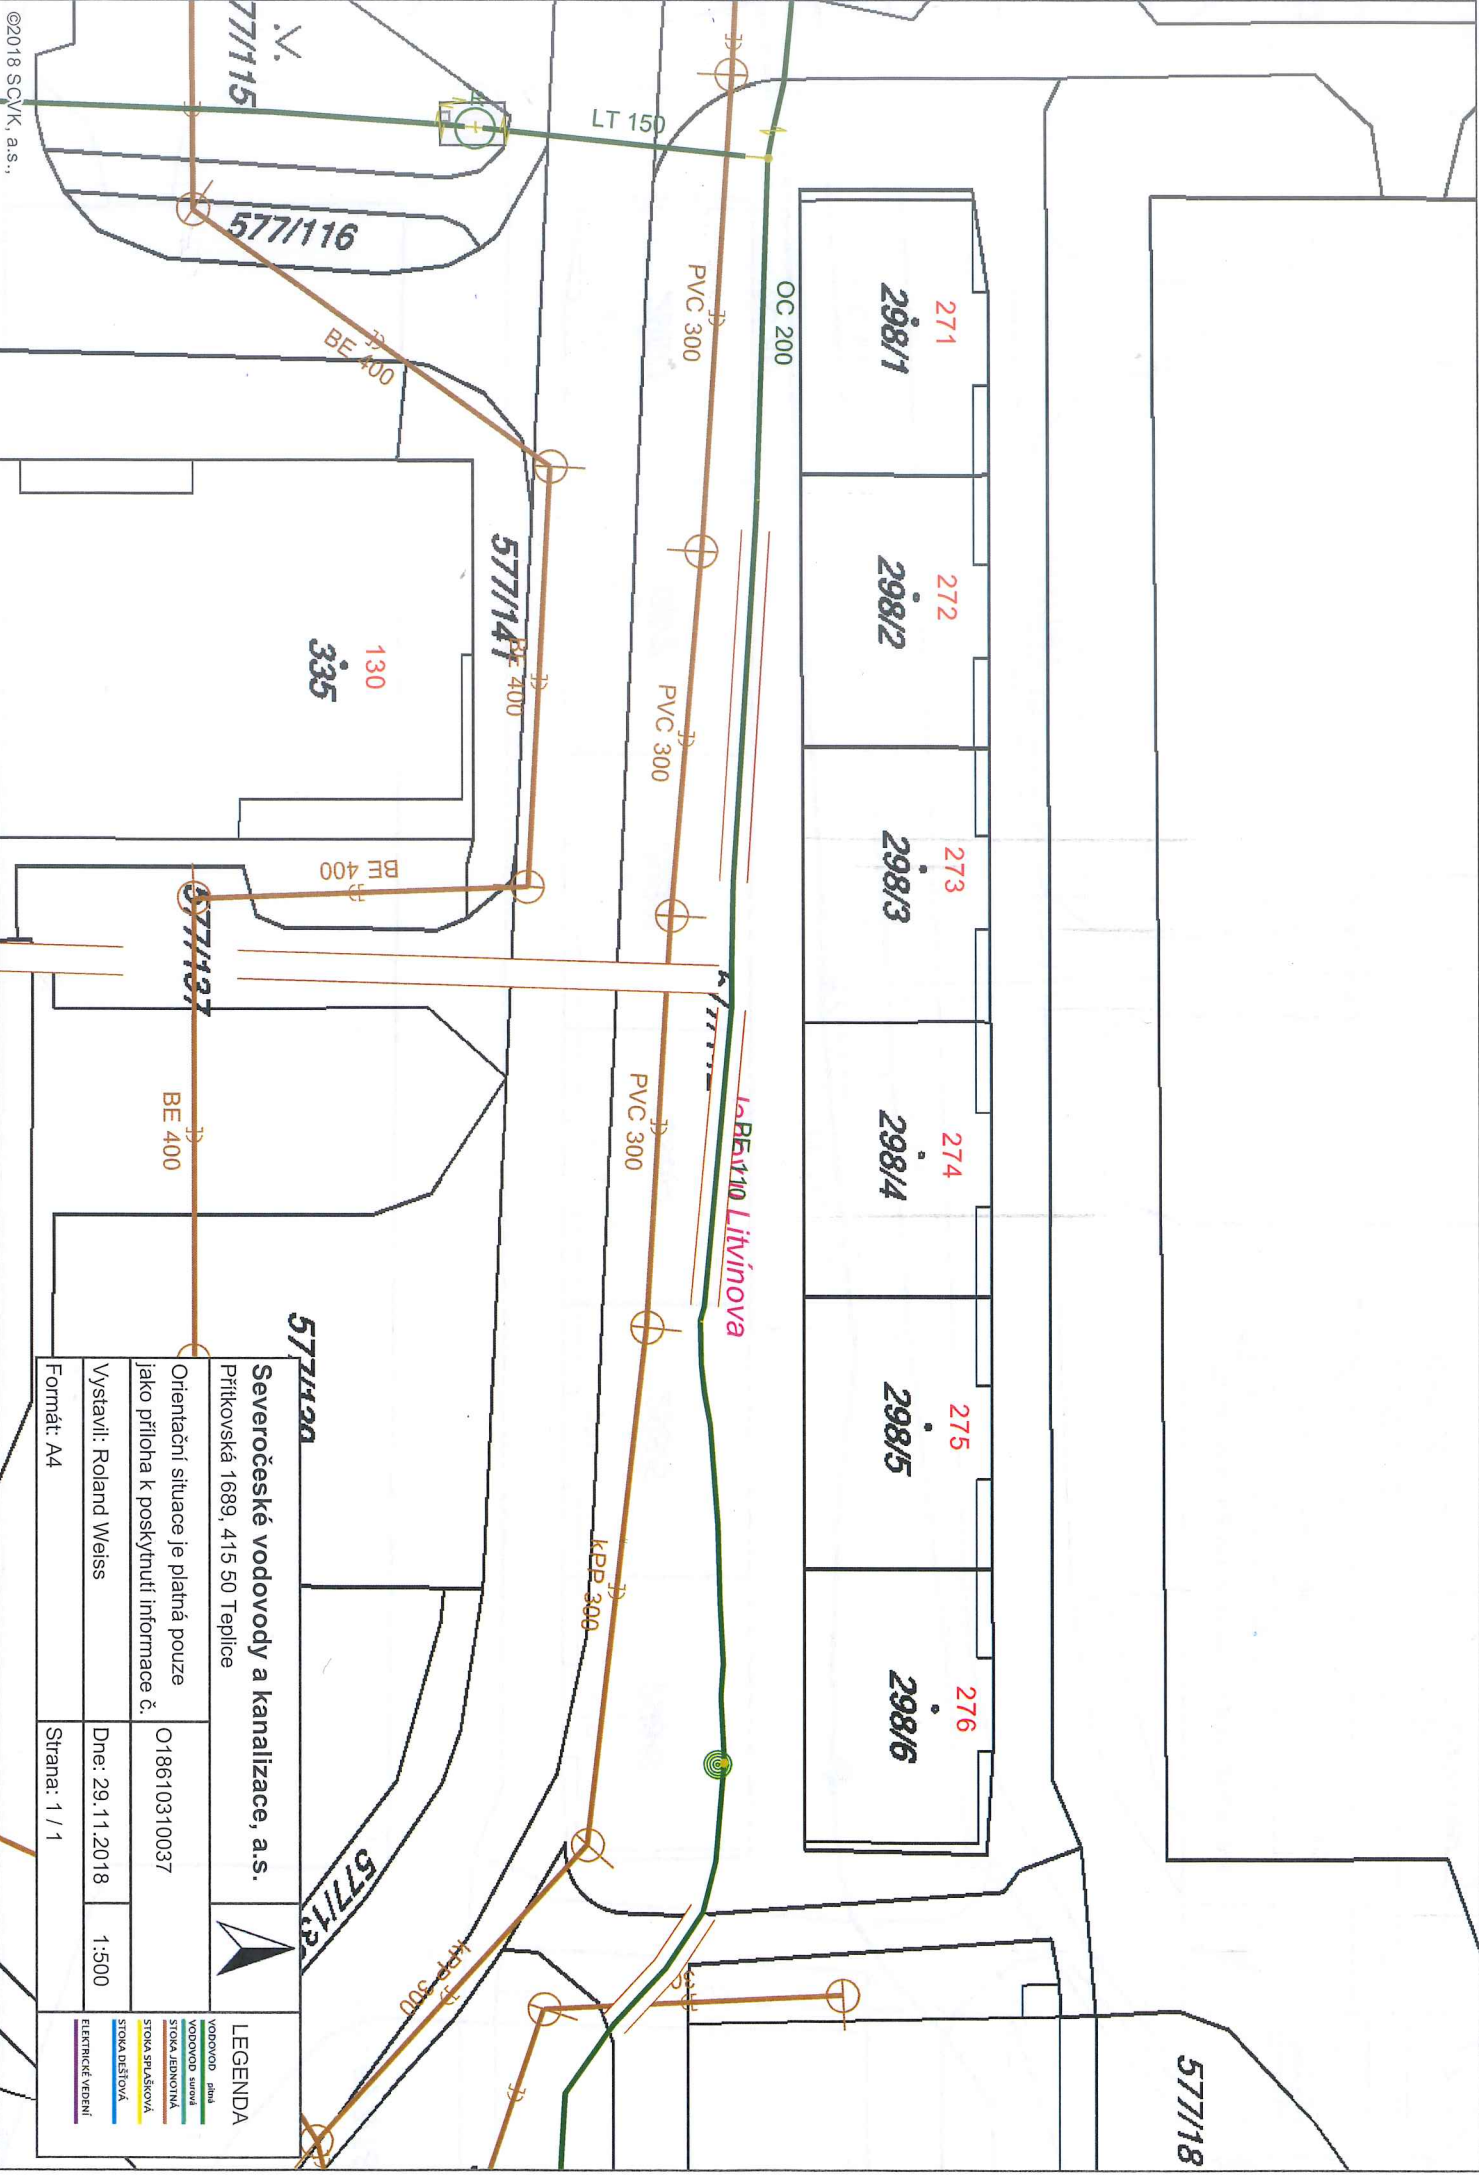 577/18
271
298/1
272
298/2
273
298/3
274
298/4
275
298/5
276
298/6
OC 200
LT 150
PVC 300
PVC 300
PVC 300
kPP 300
kPP 300
PE 110
Litvínova
577/115
577/116
BE 400
577/141
BE 400
130
335
BE 400
577/137
BE 400
Severočeské vodovody a kanalizace, a.s.
Přítkovská 1689, 415 50 Teplice
Orientační situace je platná pouze
jako příloha k poskytnutí informace č.
O18610310037
Vystavil: Roland Weiss
Dne: 29.11.2018
1:500
Formát: A4
Strana: 1 / 1
LEGENDA
VODOVOD pitná
VODOVOD surová
STOKA JEDNOTNÁ
STOKA SPLAŠKOVÁ
STOKA DEŠŤOVÁ
ELEKTRICKÉ VEDENÍ
©2018 SČVK, a.s.,